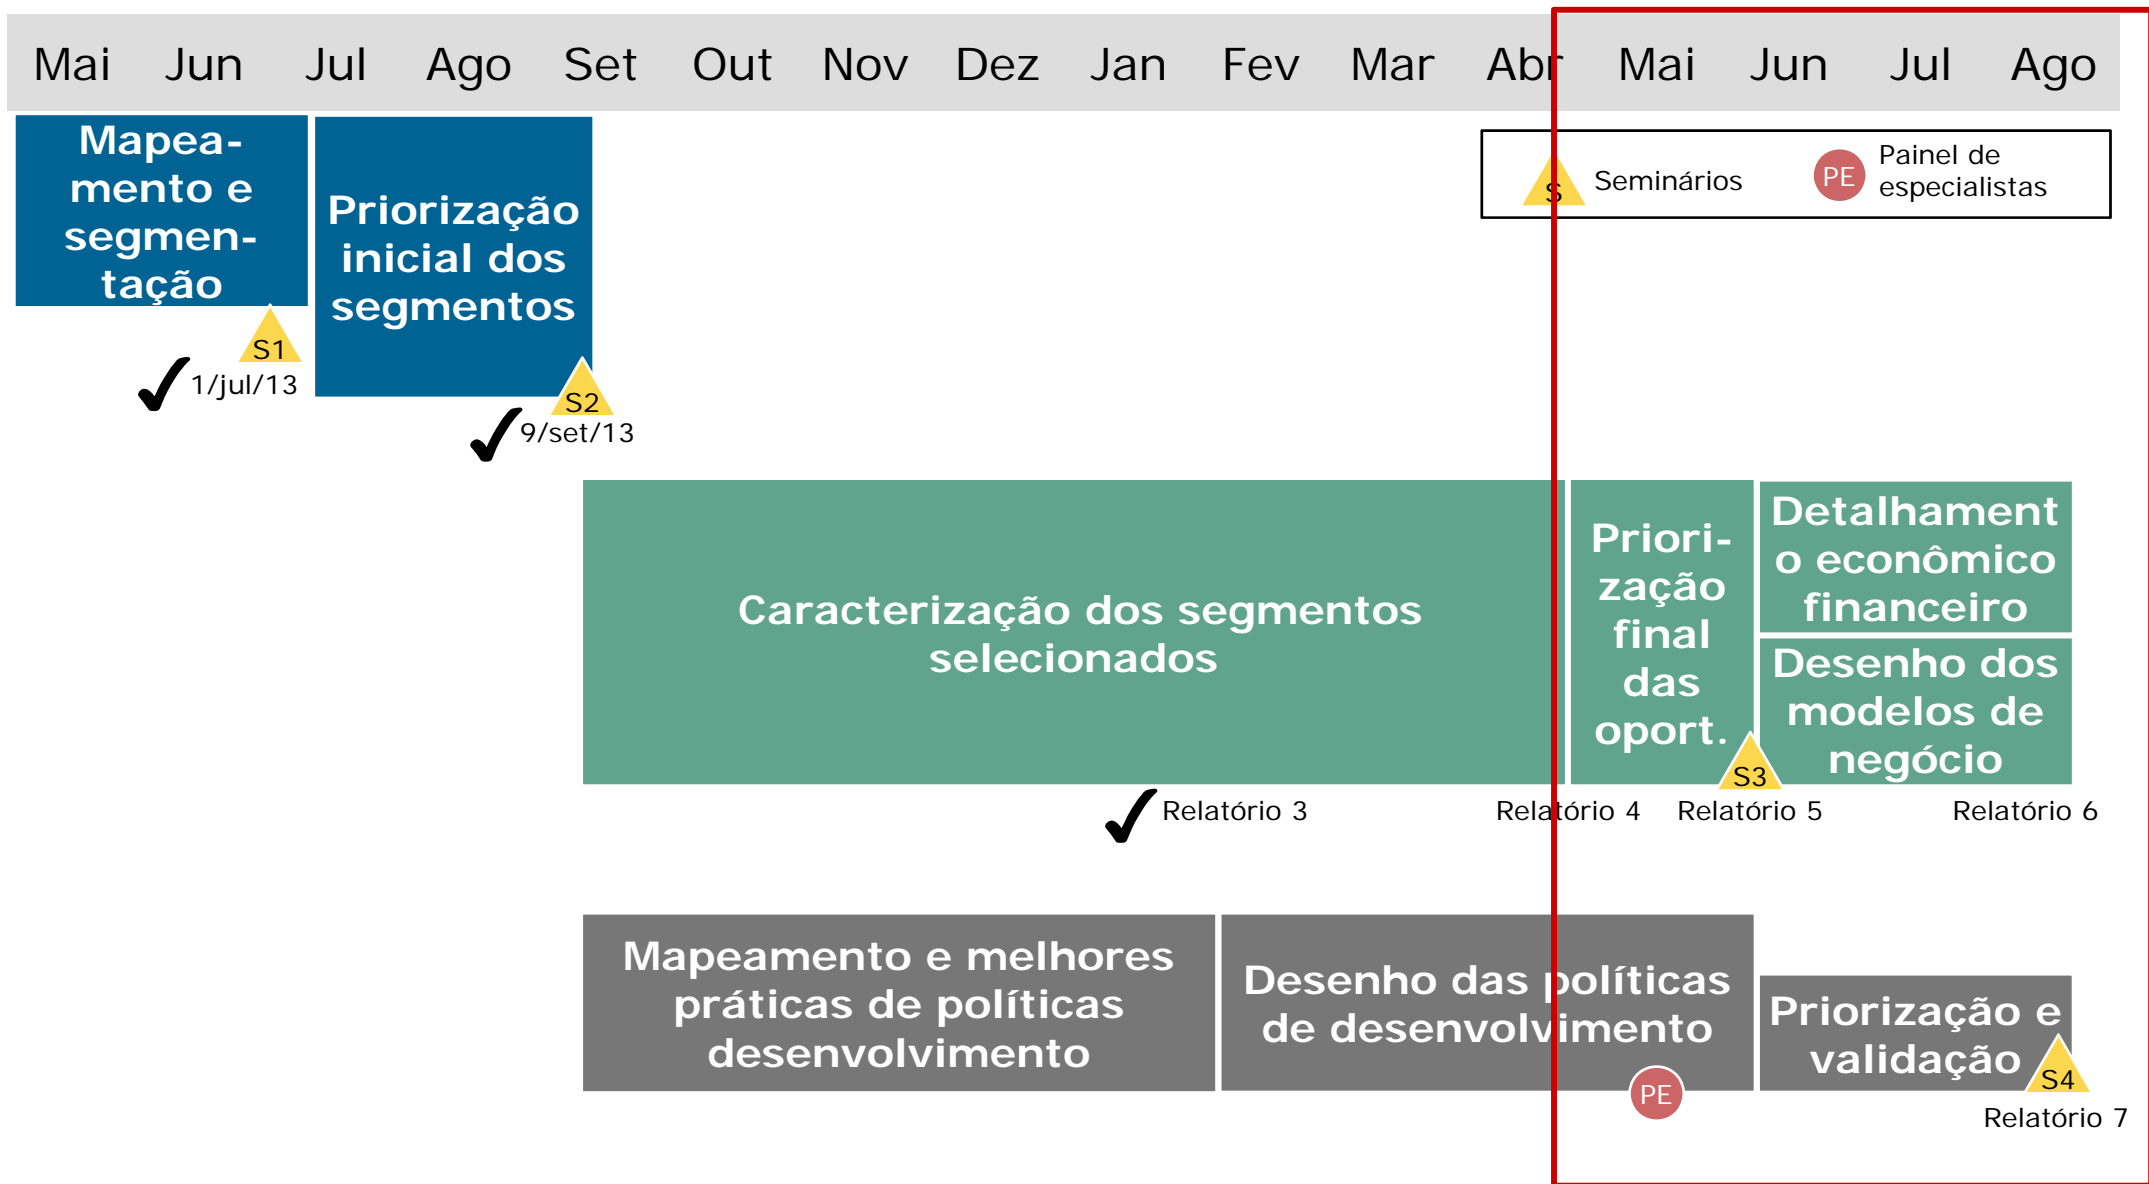 Mai Jun Jul Ago Set Out Nov Dez Jan Fev Mar Abr Mai Jun Jul Ago
Mapea-
mento e
segmen-
tação
Priorização
inicial dos
segmentos
S
Seminários
PE
Painel de
especialistas
S1
1/jul/13
S2
9/set/13
Caracterização dos segmentos
selecionados
Priori-
zação
final
das
oport.
Detalhament
o econômico
financeiro
Desenho dos
modelos de
negócio
S3
Relatório 3
Relatório 4
Relatório 5
Relatório 6
Mapeamento e melhores
práticas de políticas
desenvolvimento
Desenho das políticas
de desenvolvimento
PE
Priorização e
validação
S4
Relatório 7